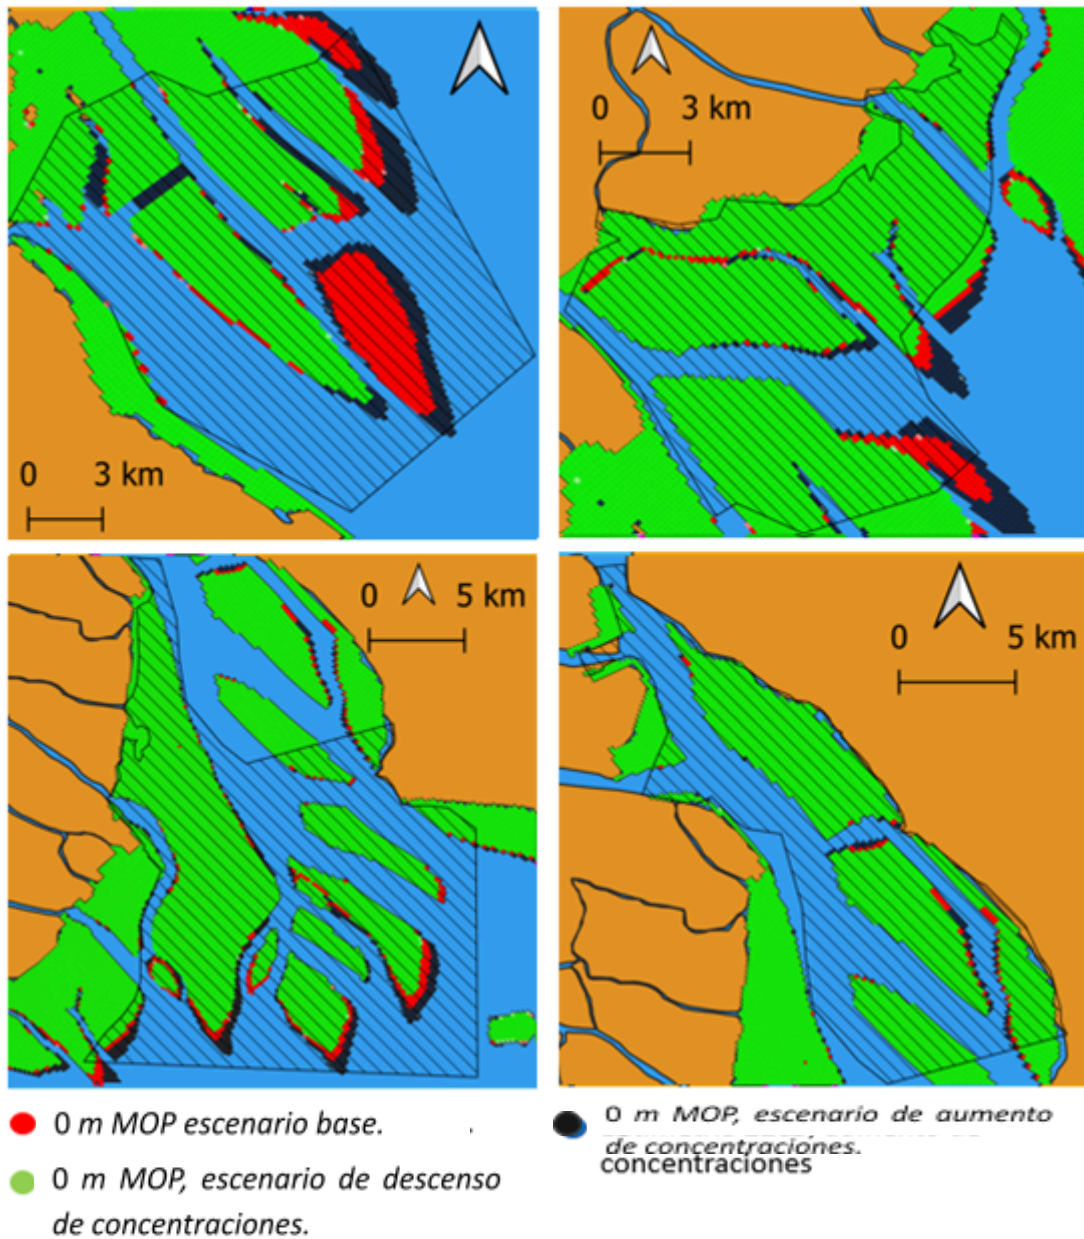 0 3 km
0 3 km
0 5 km
0 5 km
0 m MOP escenario base.
0 m MOP, escenario de descenso
de concentraciones.
0 m MOP, escenario de aumento
de concentraciones.
concentraciónes